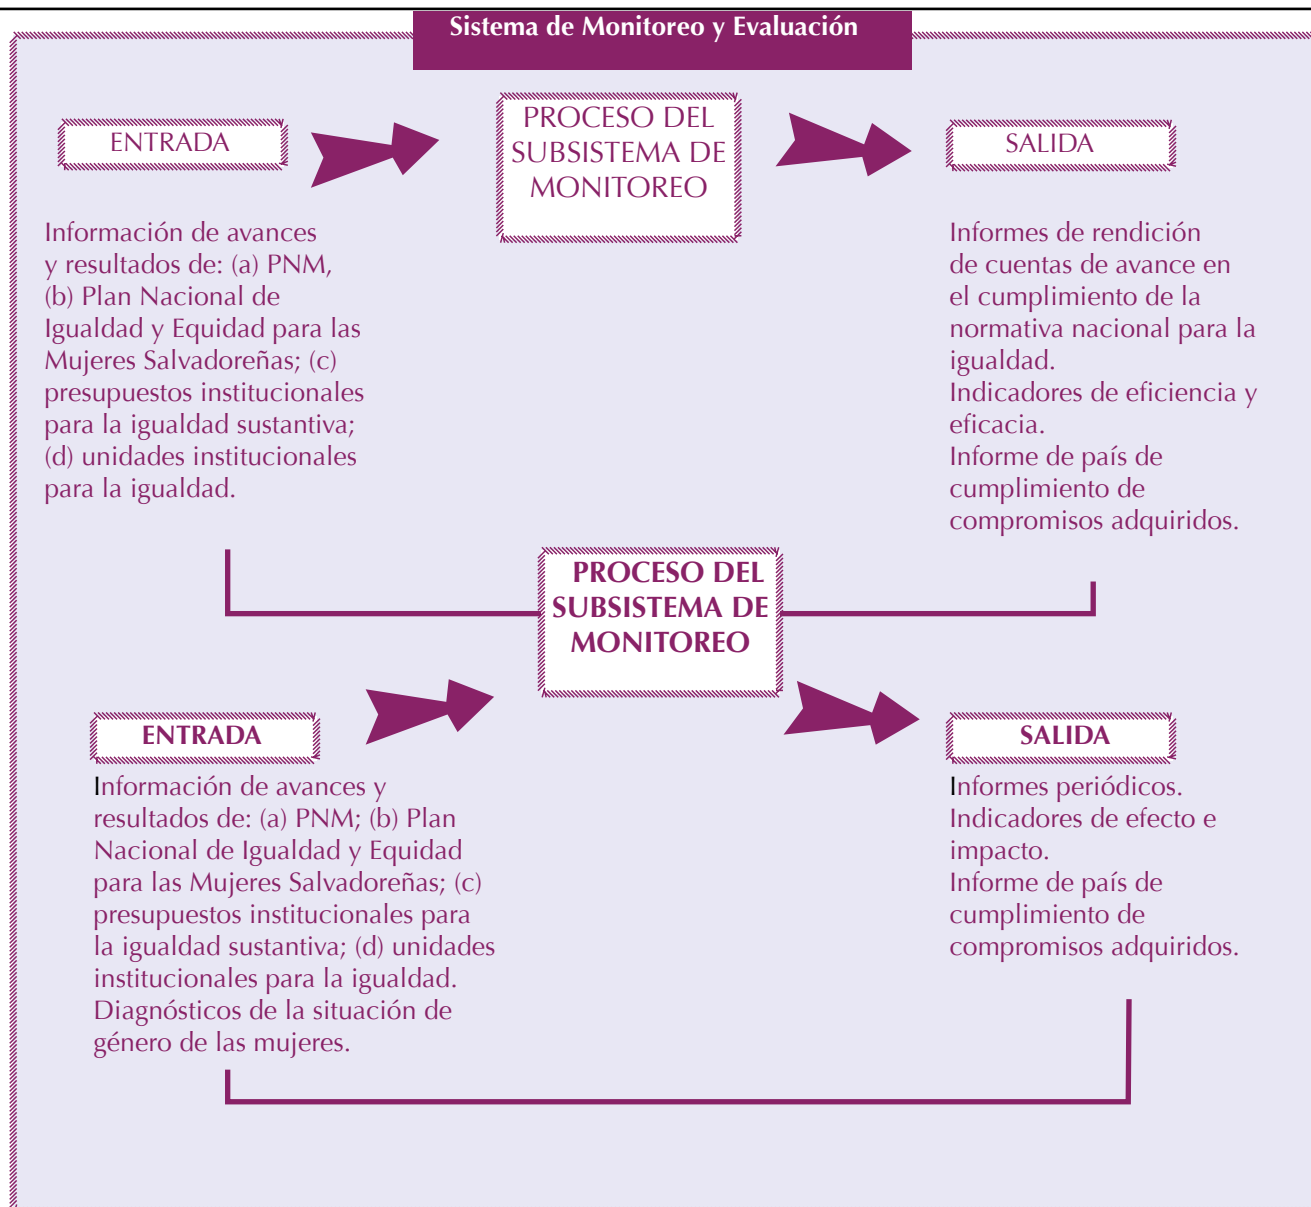 Sistema de Monitoreo y Evaluación
ENTRADA
PROCESO DEL
SUBSISTEMA DE
MONITOREO
SALIDA
Información de avances
y resultados de: (a) PNM,
(b) Plan Nacional de
Igualdad y Equidad para las
Mujeres Salvadoreñas; (c)
presupuestos institucionales
para la igualdad sustantiva;
(d) unidades institucionales
para la igualdad.
Informes de rendición
de cuentas de avance en
el cumplimiento de la
normativa nacional para la
igualdad.
Indicadores de eficiencia y
eficacia.
Informe de país de
cumplimiento de
compromisos adquiridos.
PROCESO DEL
SUBSISTEMA DE
MONITOREO
ENTRADA
SALIDA
Información de avances y
resultados de: (a) PNM; (b) Plan
Nacional de Igualdad y Equidad
para las Mujeres Salvadoreñas; (c)
presupuestos institucionales para
la igualdad sustantiva; (d) unidades
institucionales para la igualdad.
Diagnósticos de la situación de
género de las mujeres.
Informes periódicos.
Indicadores de efecto e
impacto.
Informe de país de
cumplimiento de
compromisos adquiridos.